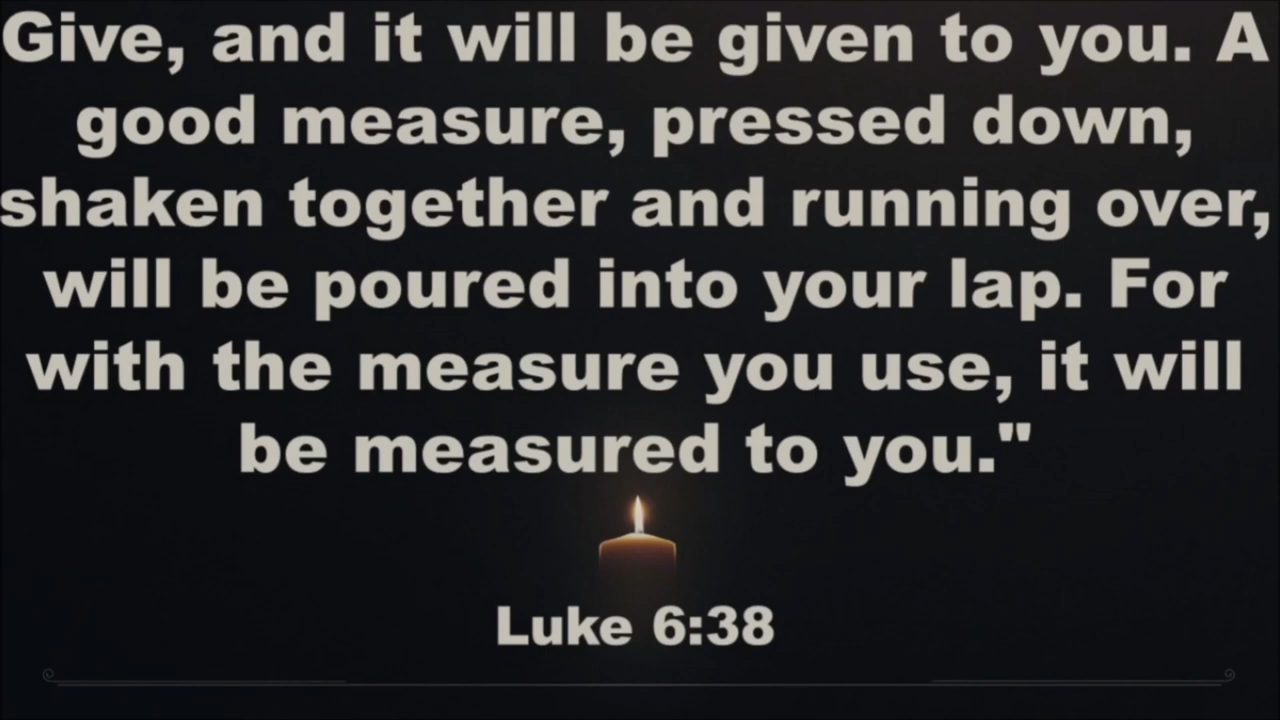 Give, and it will be given to you. A
good measure, pressed down,
shaken together and running over,
will be poured into your lap. For
with the measure you use, it will
be measured to you."
Luke 6:38